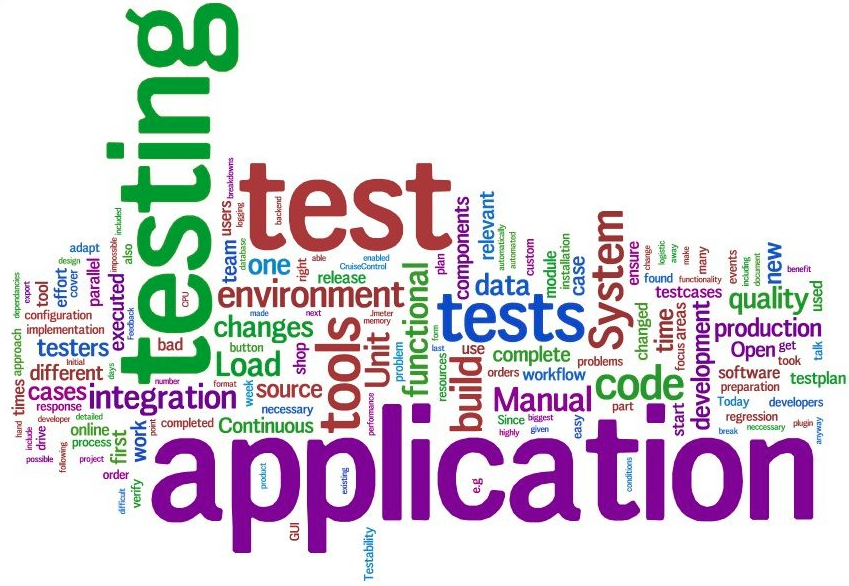 testing
test
application
tests
System
environment
tools
integration
code
Manual
build
functional
Unit
Load
changes
Continuous
source
data
components
relevant
quality
production
development
new
Open
time
testcases
testers
different
cases
executed
configuration
implementation
parallel
cover
effort
tool
export
dependancies
adapt
design
impossible
included
also
Feedback
CPU
bad
breakdowns
users
logging
team
database
backend
one
right
able
enabled
CruiseControl
release
made
next
Jmeter
memory
button
shop
format
number
week
necessary
completed
point
performance
problem
form
last
resources
plan
automatically
automated
custom
module
installation
case
ensure
change
logistic
away
make
many
found
functionality
events
including
document
benefit
used
talk
get
took
testplan
software
preparation
Today
developers
regression
neccessary
plugin
break
anyway
start
focus
areas
changed
problems
complete
use
orders
workflow
part
easy
Since
biggest
highly
given
e.g
conditions
existing
product
GUI
Testability
approach
Initial
days
times
response
developer
detailed
hand
include
drive
online
process
first
work
possible
following
project
order
difficult
verify